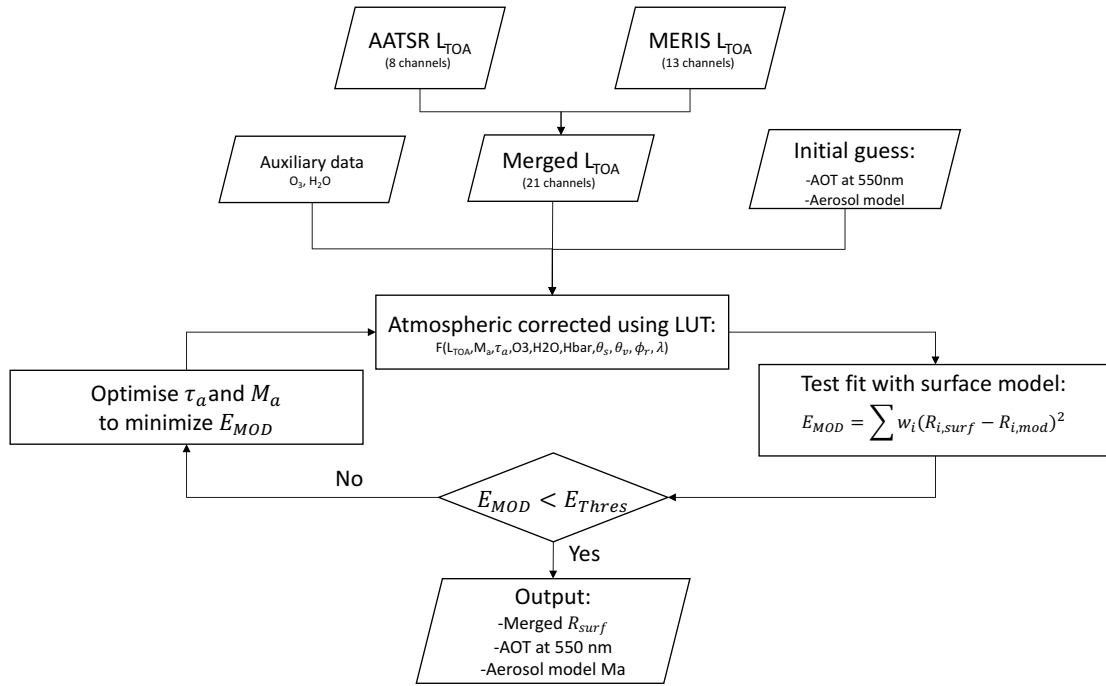 AATSR L_TOA
(8 channels)
MERIS L_TOA
(13 channels)
Auxiliary data
O₃, H₂O
Merged L_TOA
(21 channels)
Initial guess:
-AOT at 550nm
-Aerosol model
Atmospheric corrected using LUT:
F(L_TOA,M_a,τ_a,O3,H2O,Hbar,θ_s,θ_v,ϕ_r,λ)
Optimise τ_a and M_a
to minimize E_MOD
Test fit with surface model:
E_MOD = ∑ w_i(R_i,surf − R_i,mod)²
No
E_MOD < E_Thres
Yes
Output:
-Merged R_surf
-AOT at 550 nm
-Aerosol model Ma